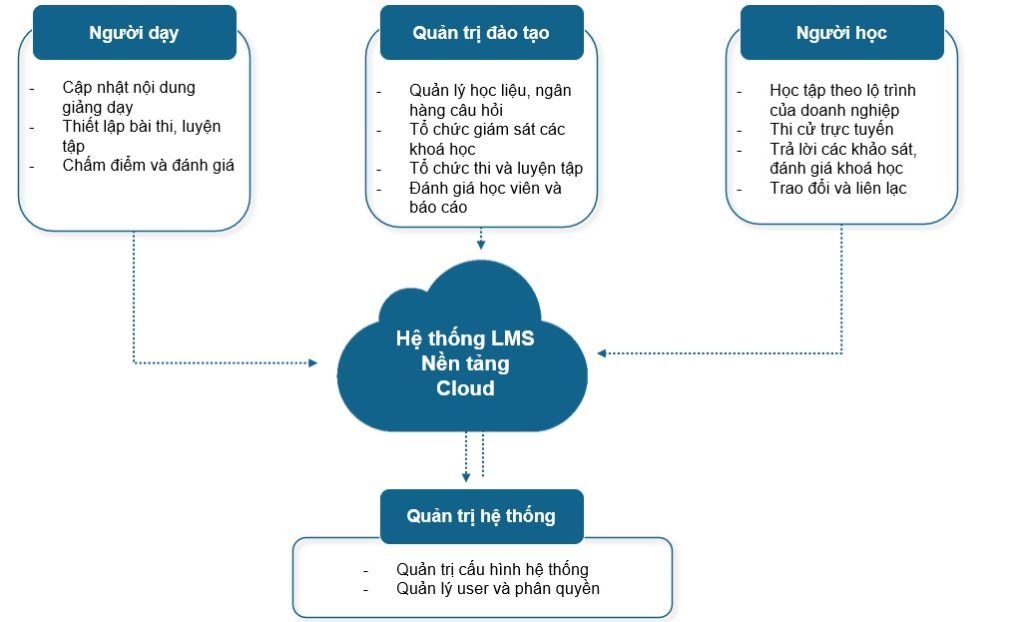 Người dạy
- Cập nhật nội dung
giảng dạy
- Thiết lập bài thi, luyện
tập
- Chấm điểm và đánh giá
Quản trị đào tạo
- Quản lý học liệu, ngân
hàng câu hỏi
- Tổ chức giám sát các
khoá học
- Tổ chức thi và luyện tập
- Đánh giá học viên và
báo cáo
Người học
- Học tập theo lộ trình
của doanh nghiệp
- Thi cử trực tuyến
- Trả lời các khảo sát,
đánh giá khoá học
- Trao đổi và liên lạc
Hệ thống LMS
Nền tảng
Cloud
Quản trị hệ thống
- Quản trị cấu hình hệ thống
- Quản lý user và phân quyền